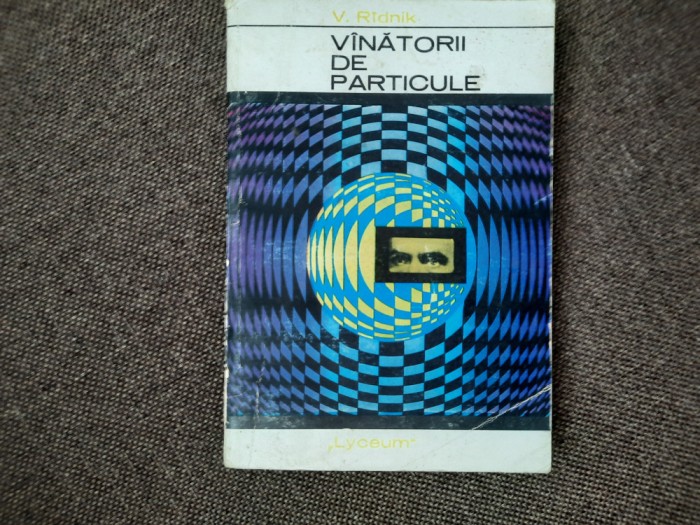 V. Rîdnik
VÎNĂTORII
DE
PARTICULE
„Lyceum"